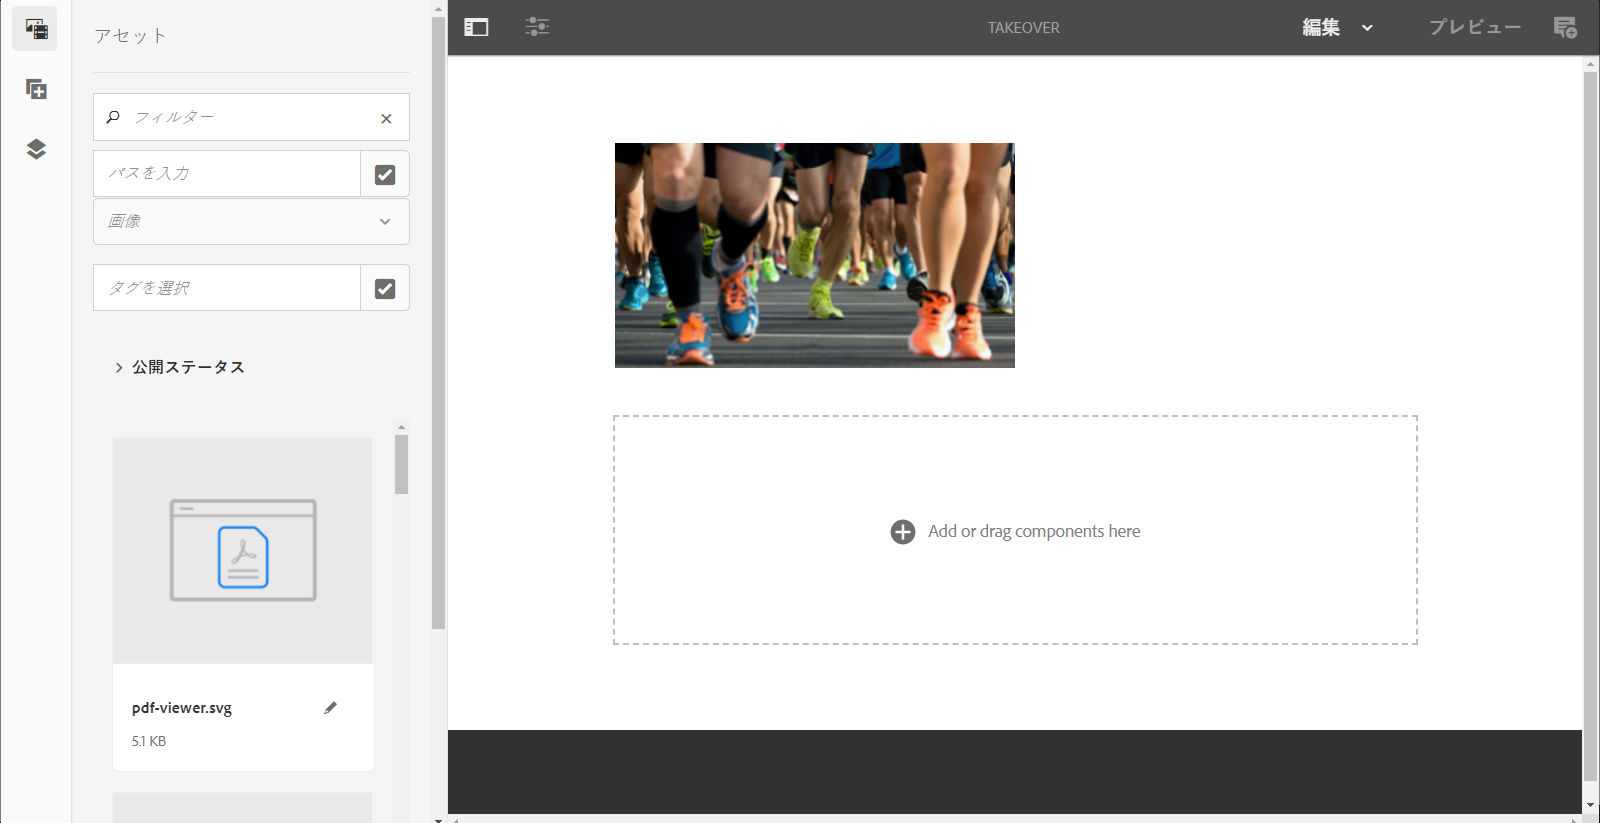 アセット
TAKEOVER
編集
プレビュー
フィルター
パスを入力
画像
タグを選択
公開ステータス
Add or drag components here
pdf-viewer.svg
5.1 KB